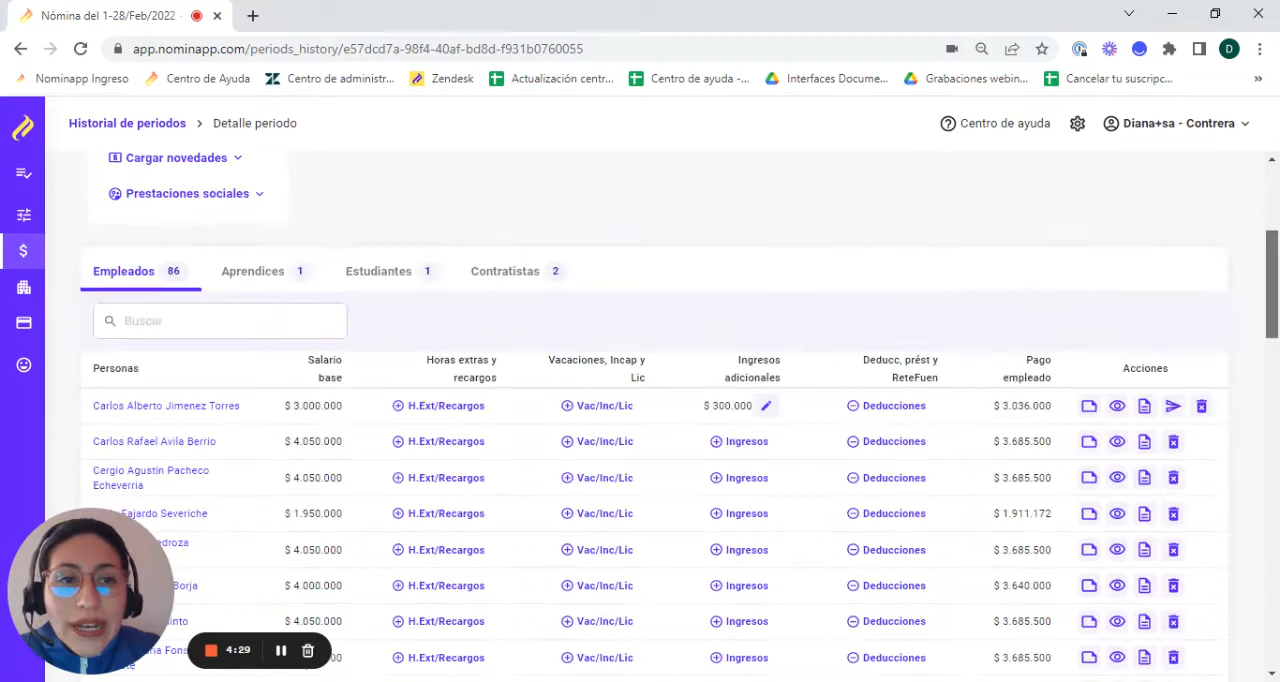 Nómina del 1-28/Feb/2022 -
app.nominapp.com/periods_history/e57dcd7a-98f4-40af-bd8d-f931b0760055
D
Nominapp Ingreso Centro de Ayuda Centro de administr... Zendesk Actualización centr... Centro de ayuda -... Interfaces Docume... Grabaciones webin... Cancelar tu suscripc... »
Historial de periodos > Detalle periodo Centro de ayuda Diana+sa - Contrera
Cargar novedades
Prestaciones sociales
Empleados 86 Aprendices 1 Estudiantes 1 Contratistas 2
Buscar
Personas Salario base Horas extras y recargos Vacaciones, Incap y Lic Ingresos adicionales Deducc, prést y ReteFuen Pago empleado Acciones
Carlos Alberto Jimenez Torres $ 3.000.000 H.Ext/Recargos Vac/Inc/Lic $ 300.000 Deducciones $ 3.036.000
Carlos Rafael Avila Berrio $ 4.050.000 H.Ext/Recargos Vac/Inc/Lic Ingresos Deducciones $ 3.685.500
Cergio Agustin Pacheco
Echeverria $ 4.050.000 H.Ext/Recargos Vac/Inc/Lic Ingresos Deducciones $ 3.685.500
Fajardo Severiche $ 1.950.000 H.Ext/Recargos Vac/Inc/Lic Ingresos Deducciones $ 1.911.172
$ 4.050.000 H.Ext/Recargos Vac/Inc/Lic Ingresos Deducciones $ 3.685.500
Borja $ 4.000.000 H.Ext/Recargos Vac/Inc/Lic Ingresos Deducciones $ 3.640.000
$ 4.050.000 H.Ext/Recargos Vac/Inc/Lic Ingresos Deducciones $ 3.685.500
H.Ext/Recargos Vac/Inc/Lic Ingresos Deducciones $ 3.685.500
4:29